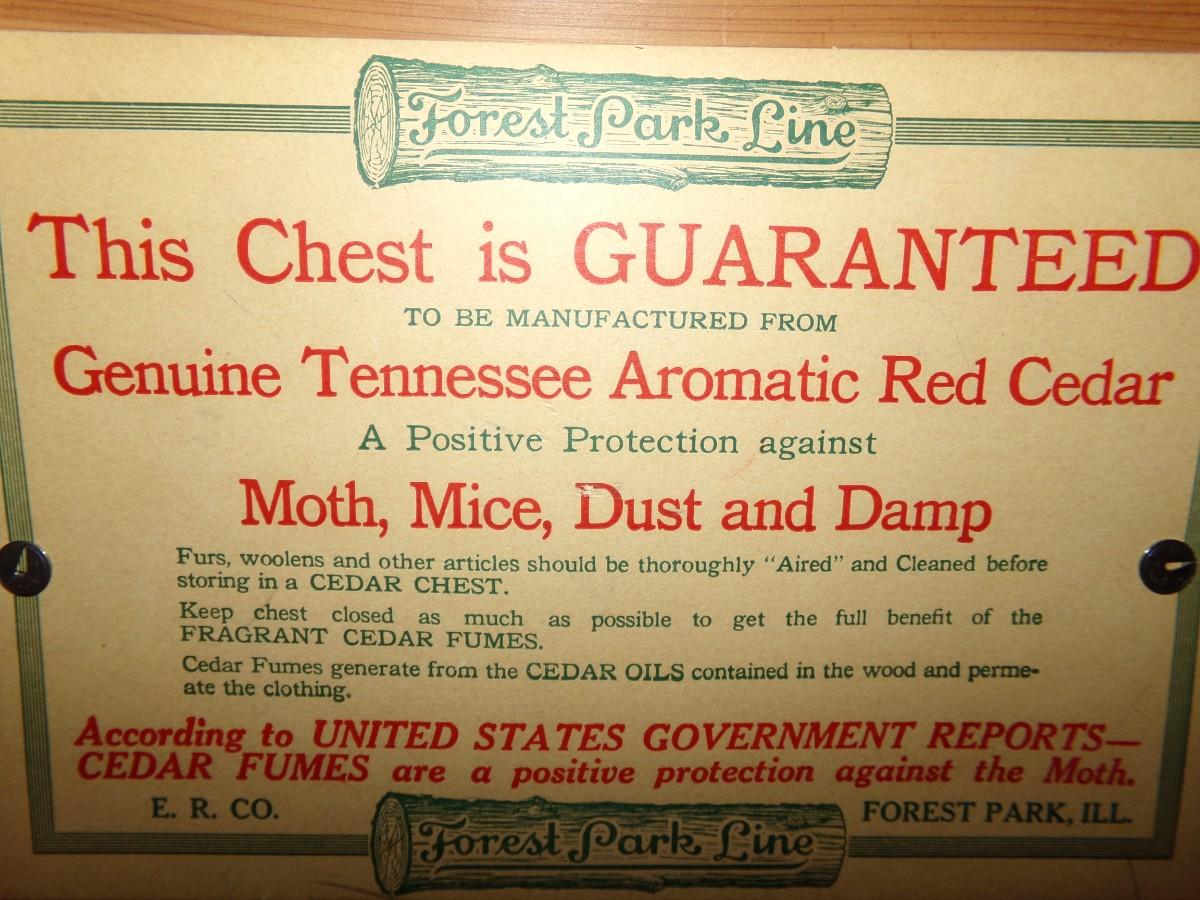 Forest Park Line
This Chest is GUARANTEED
TO BE MANUFACTURED FROM
Genuine Tennessee Aromatic Red Cedar
A Positive Protection against
Moth, Mice, Dust and Damp
Furs, woolens and other articles should be thoroughly "Aired" and Cleaned before
storing in a CEDAR CHEST.
Keep chest closed as much as possible to get the full benefit of the
FRAGRANT CEDAR FUMES.
Cedar Fumes generate from the CEDAR OILS contained in the wood and perme-
ate the clothing.
According to UNITED STATES GOVERNMENT REPORTS—
CEDAR FUMES are a positive protection against the Moth.
E. R. CO.
Forest Park Line
FOREST PARK, ILL.